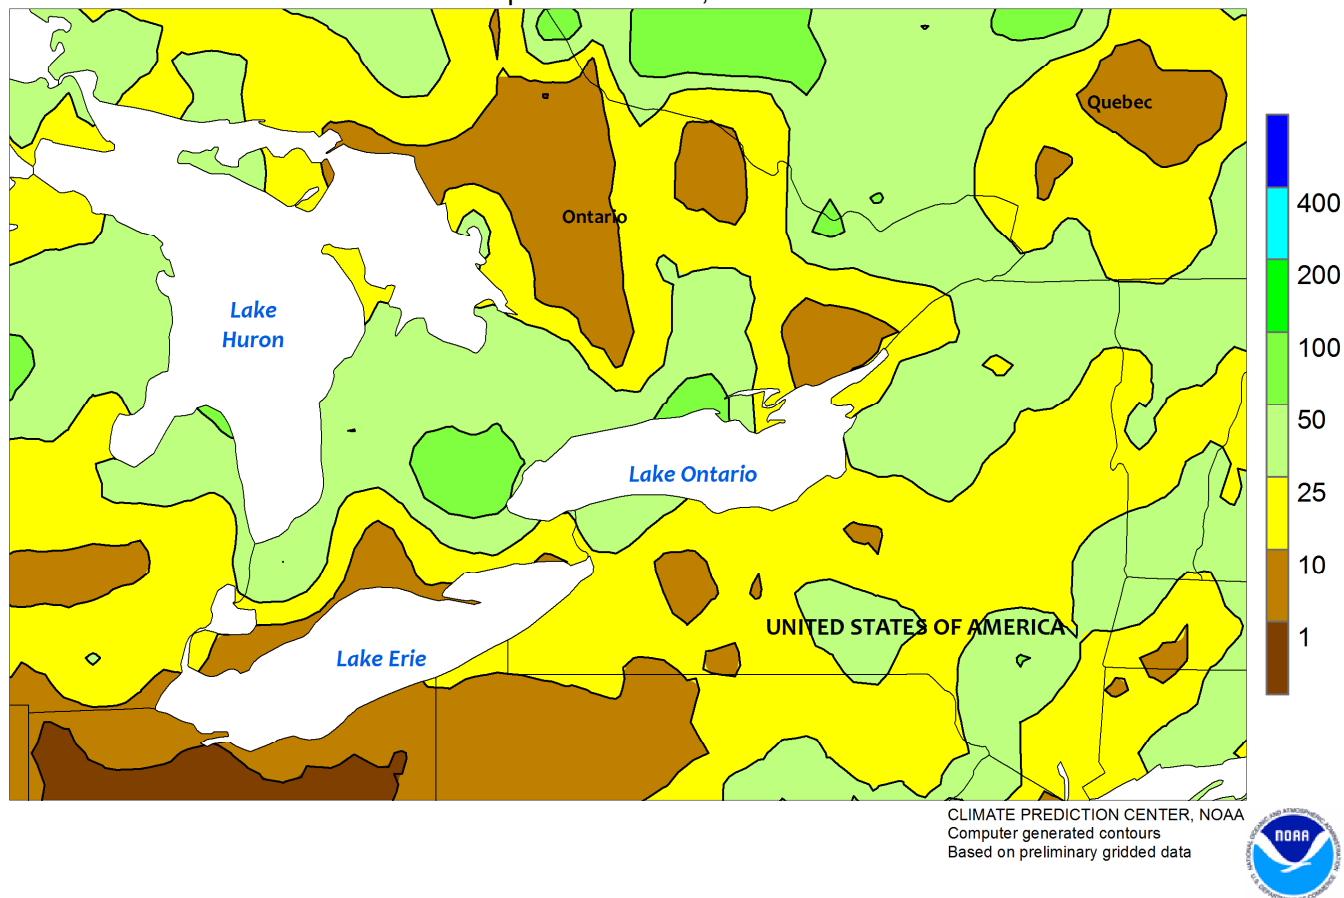 Quebec
400
Ontario
200
Lake
Huron
100
50
Lake Ontario
25
10
UNITED STATES OF AMERICA
1
Lake Erie
CLIMATE PREDICTION CENTER, NOAA
Computer generated contours
Based on preliminary gridded data
NOAA